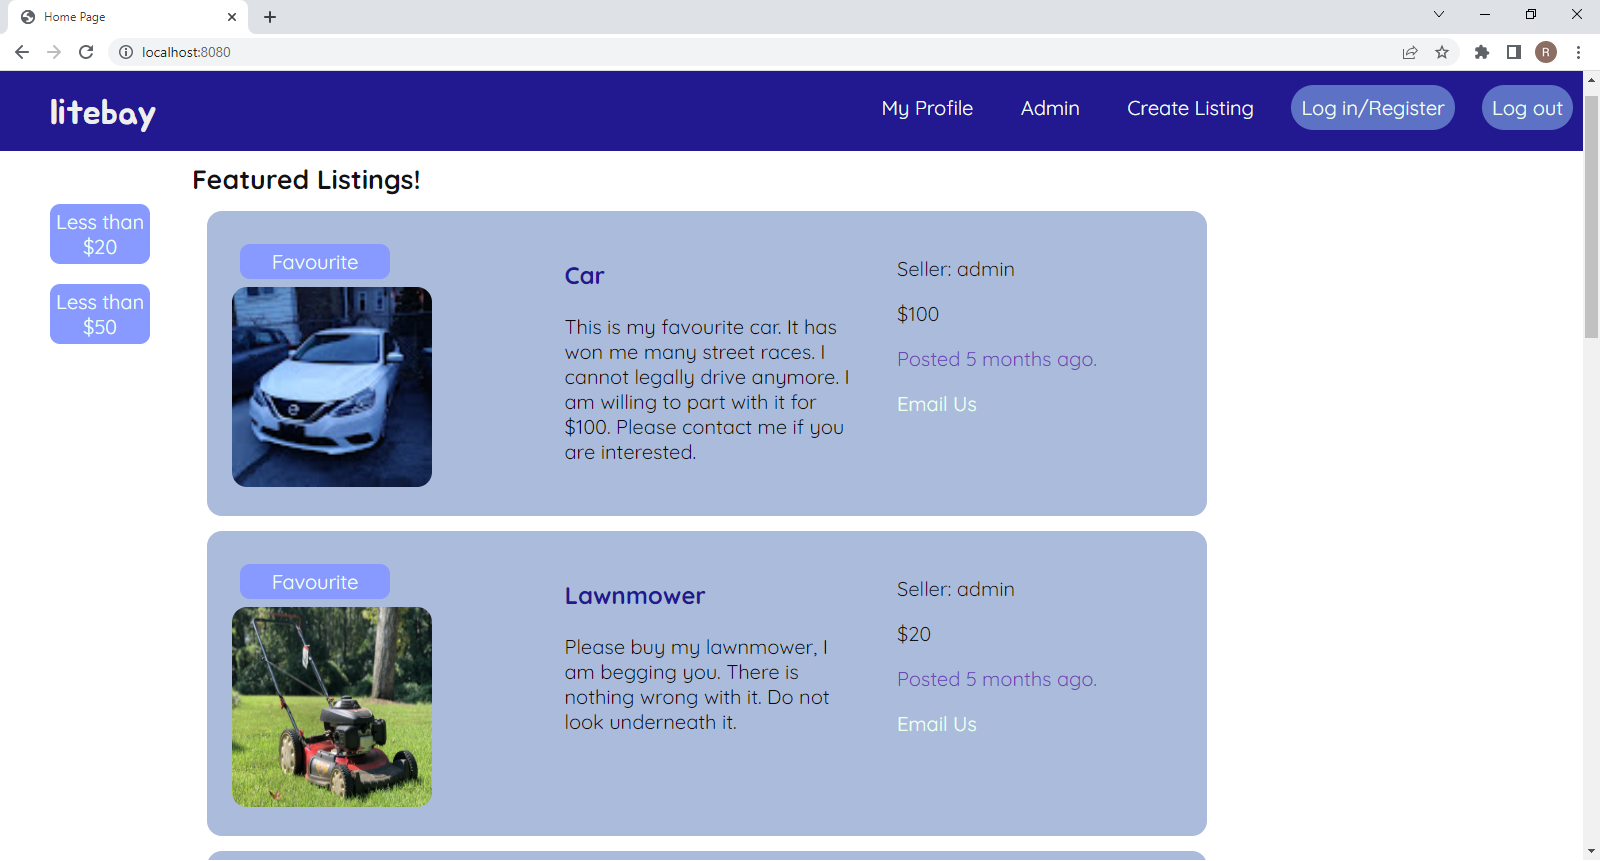 Home Page
localhost:8080
R
litebay
My Profile
Admin
Create Listing
Log in/Register
Log out
Featured Listings!
Less than
$20
Less than
$50
Favourite
Car
This is my favourite car. It has
won me many street races. I
cannot legally drive anymore. I
am willing to part with it for
$100. Please contact me if you
are interested.
Seller: admin
$100
Posted 5 months ago.
Email Us
Favourite
Lawnmower
Please buy my lawnmower, I
am begging you. There is
nothing wrong with it. Do not
look underneath it.
Seller: admin
$20
Posted 5 months ago.
Email Us